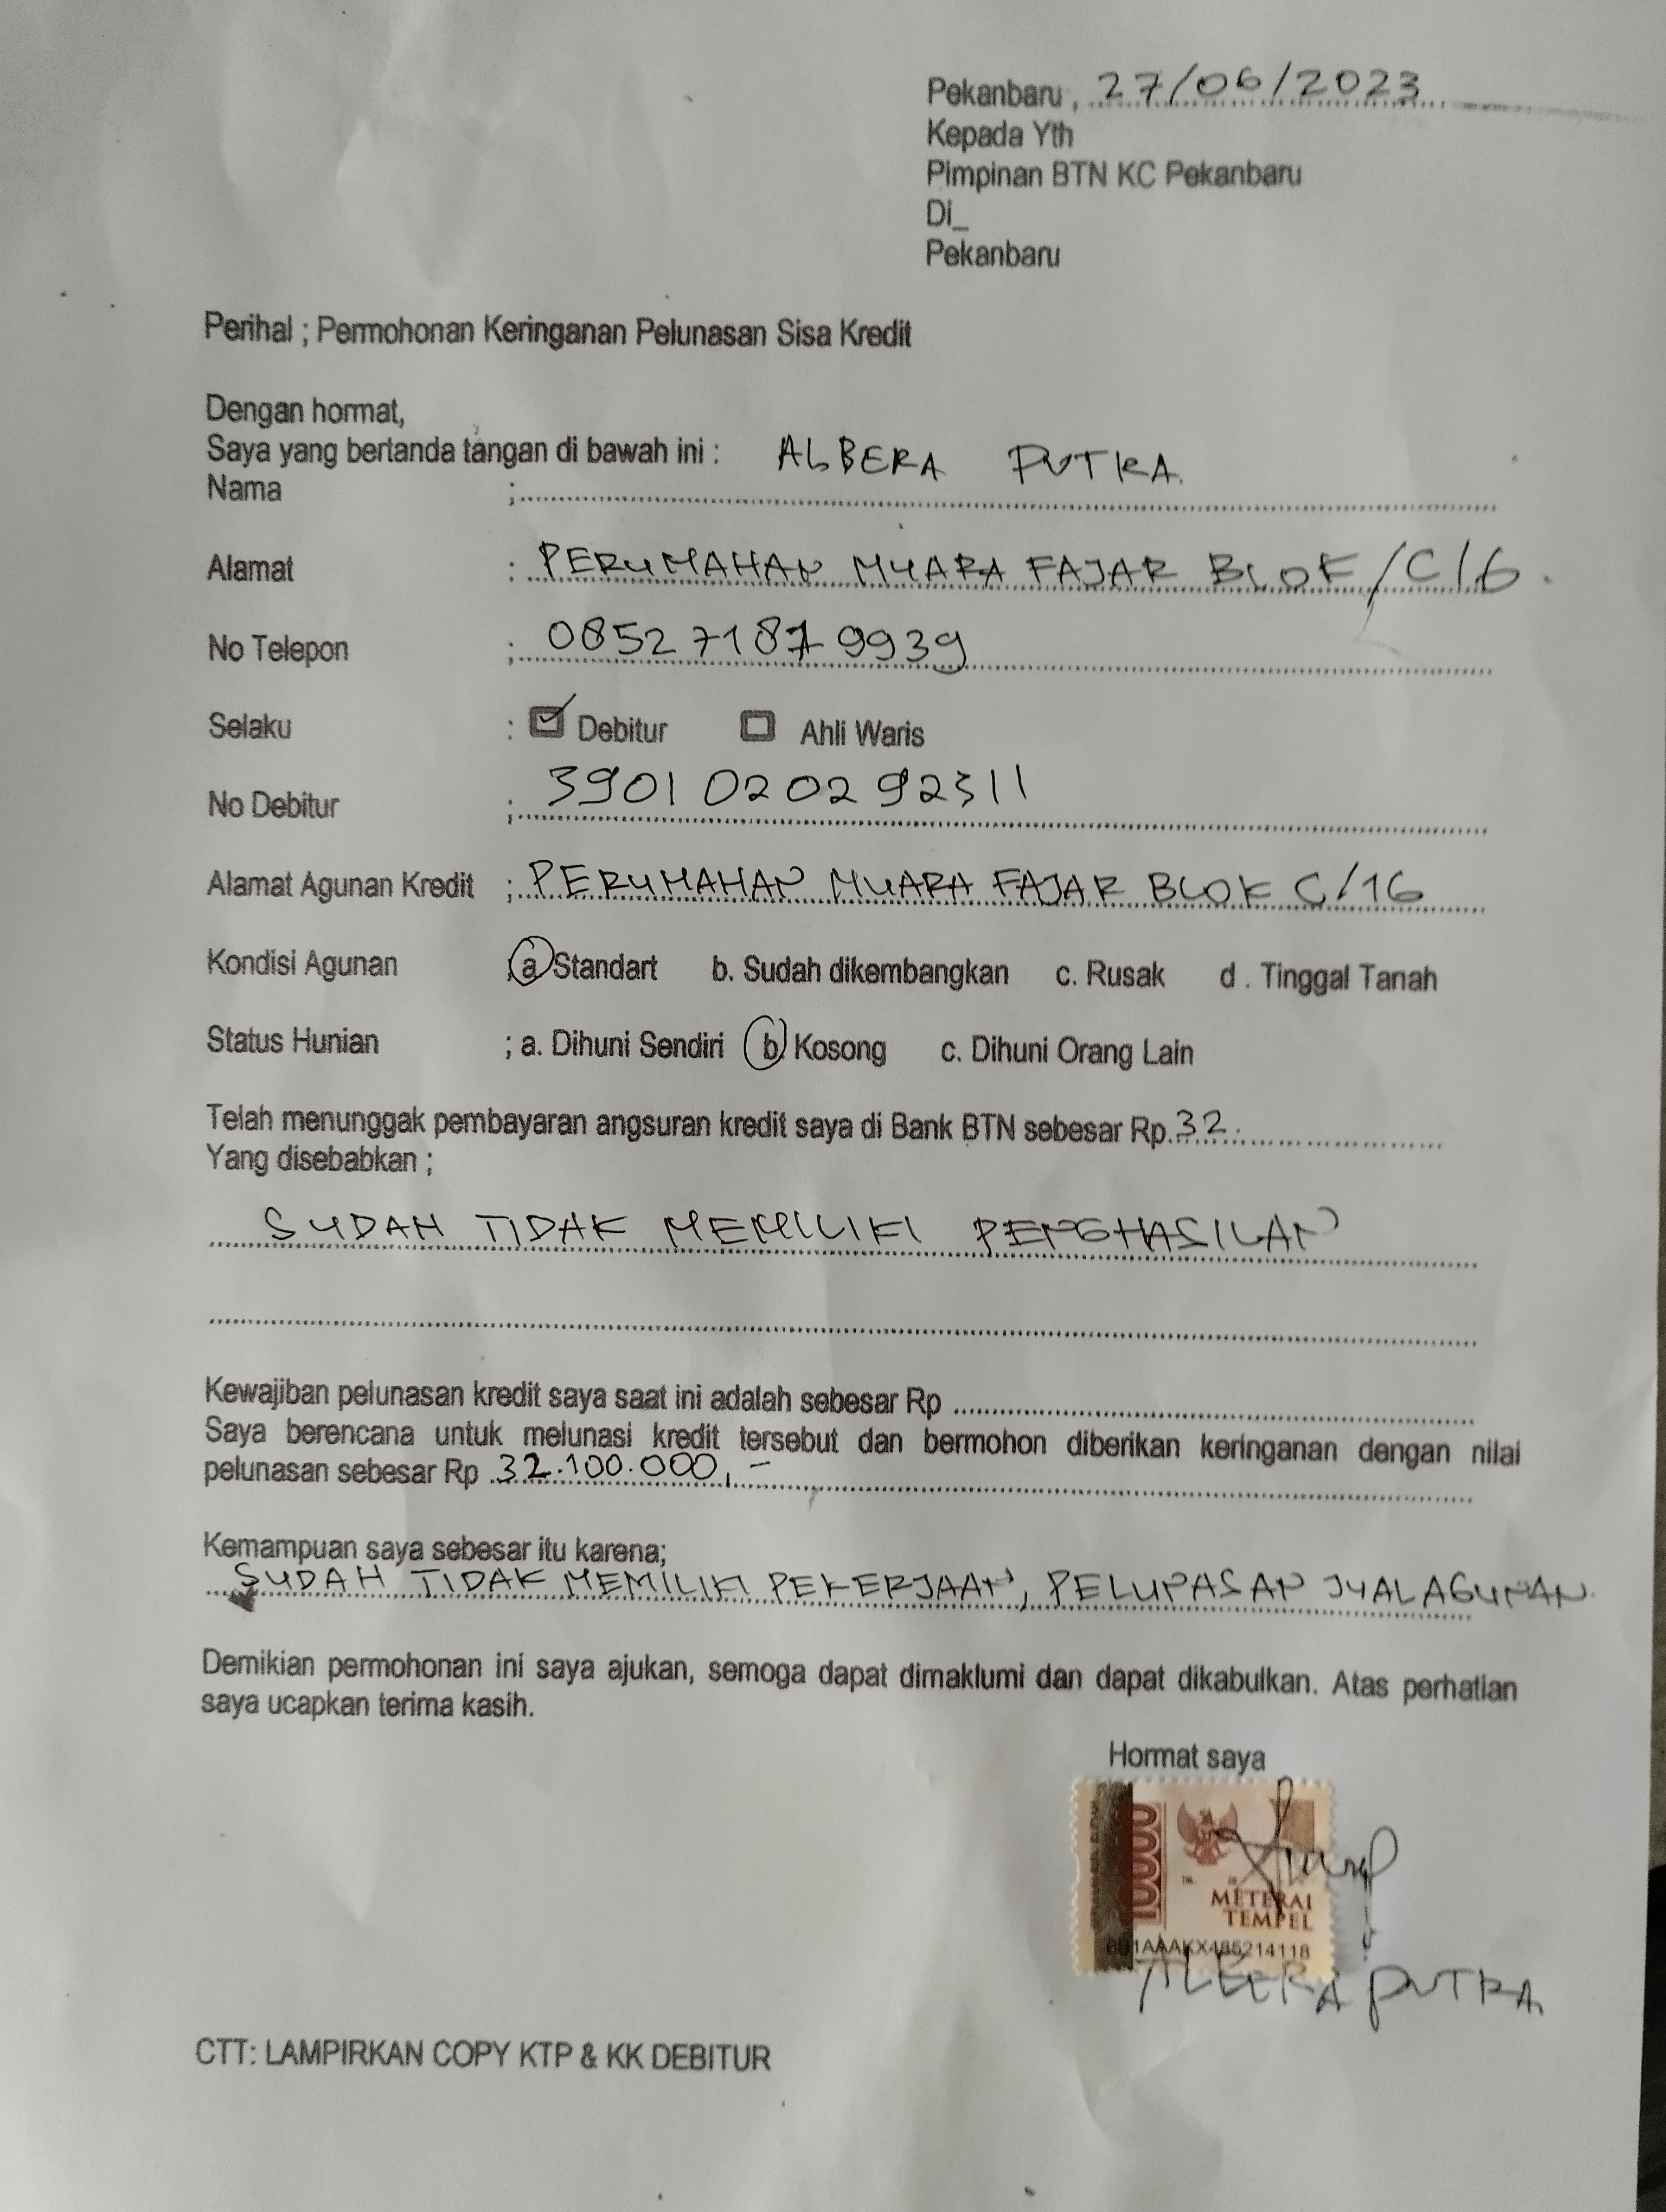 Pekanbaru , 27/06/2023
Kepada Yth
Pimpinan BTN KC Pekanbaru
Di_
Pekanbaru
Perihal ; Permohonan Keringanan Pelunasan Sisa Kredit
Dengan hormat,
Saya yang bertanda tangan di bawah ini :
Nama ; ALBERA PUTRA.
Alamat : PERUMAHAN MUARA FAJAR BLOK/C/16.
No Telepon ; 0852 7187 9939
Selaku : Debitur Ahli Waris
No Debitur ; 3901 0202 92311
Alamat Agunan Kredit ; PERUMAHAN MUARA FAJAR BLOK C/16
Kondisi Agunan ; a Standart b. Sudah dikembangkan c. Rusak d . Tinggal Tanah
Status Hunian ; a. Dihuni Sendiri b. Kosong c. Dihuni Orang Lain
Telah menunggak pembayaran angsuran kredit saya di Bank BTN sebesar Rp. 32.
Yang disebabkan ;
SUDAH TIDAK MEMILIKI PENGHASILAN
Kewajiban pelunasan kredit saya saat ini adalah sebesar Rp
Saya berencana untuk melunasi kredit tersebut dan bermohon diberikan keringanan dengan nilai
pelunasan sebesar Rp 32.100.000,-
Kemampuan saya sebesar itu karena;
SUDAH TIDAK MEMILIKI PEKERJAAN, PELUNASAN JUAL AGUNAN
Demikian permohonan ini saya ajukan, semoga dapat dimaklumi dan dapat dikabulkan. Atas perhatian
saya ucapkan terima kasih.
Hormat saya
10000
METERAI
TEMPEL
ALBERA PUTRA
CTT: LAMPIRKAN COPY KTP & KK DEBITUR